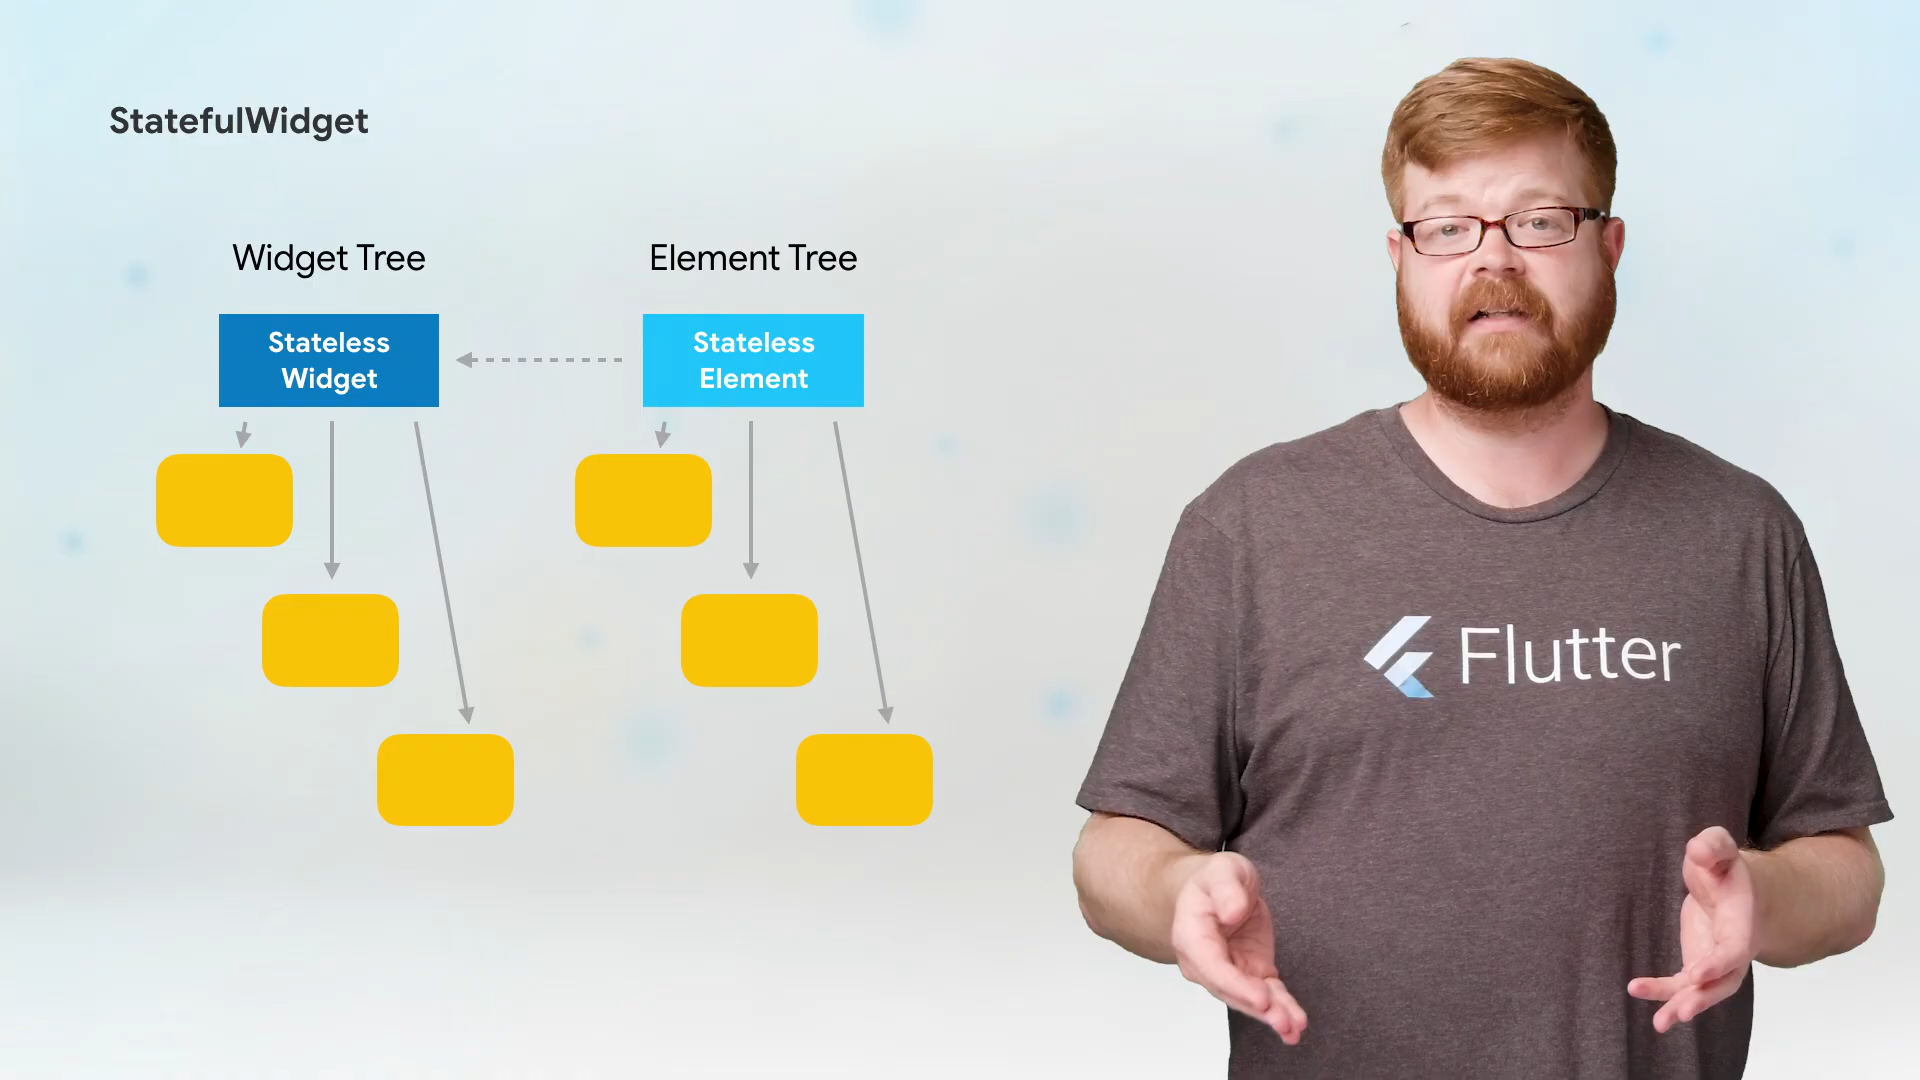 StatefulWidget
Widget Tree
Element Tree
Stateless
Widget
Stateless
Element
Flutter